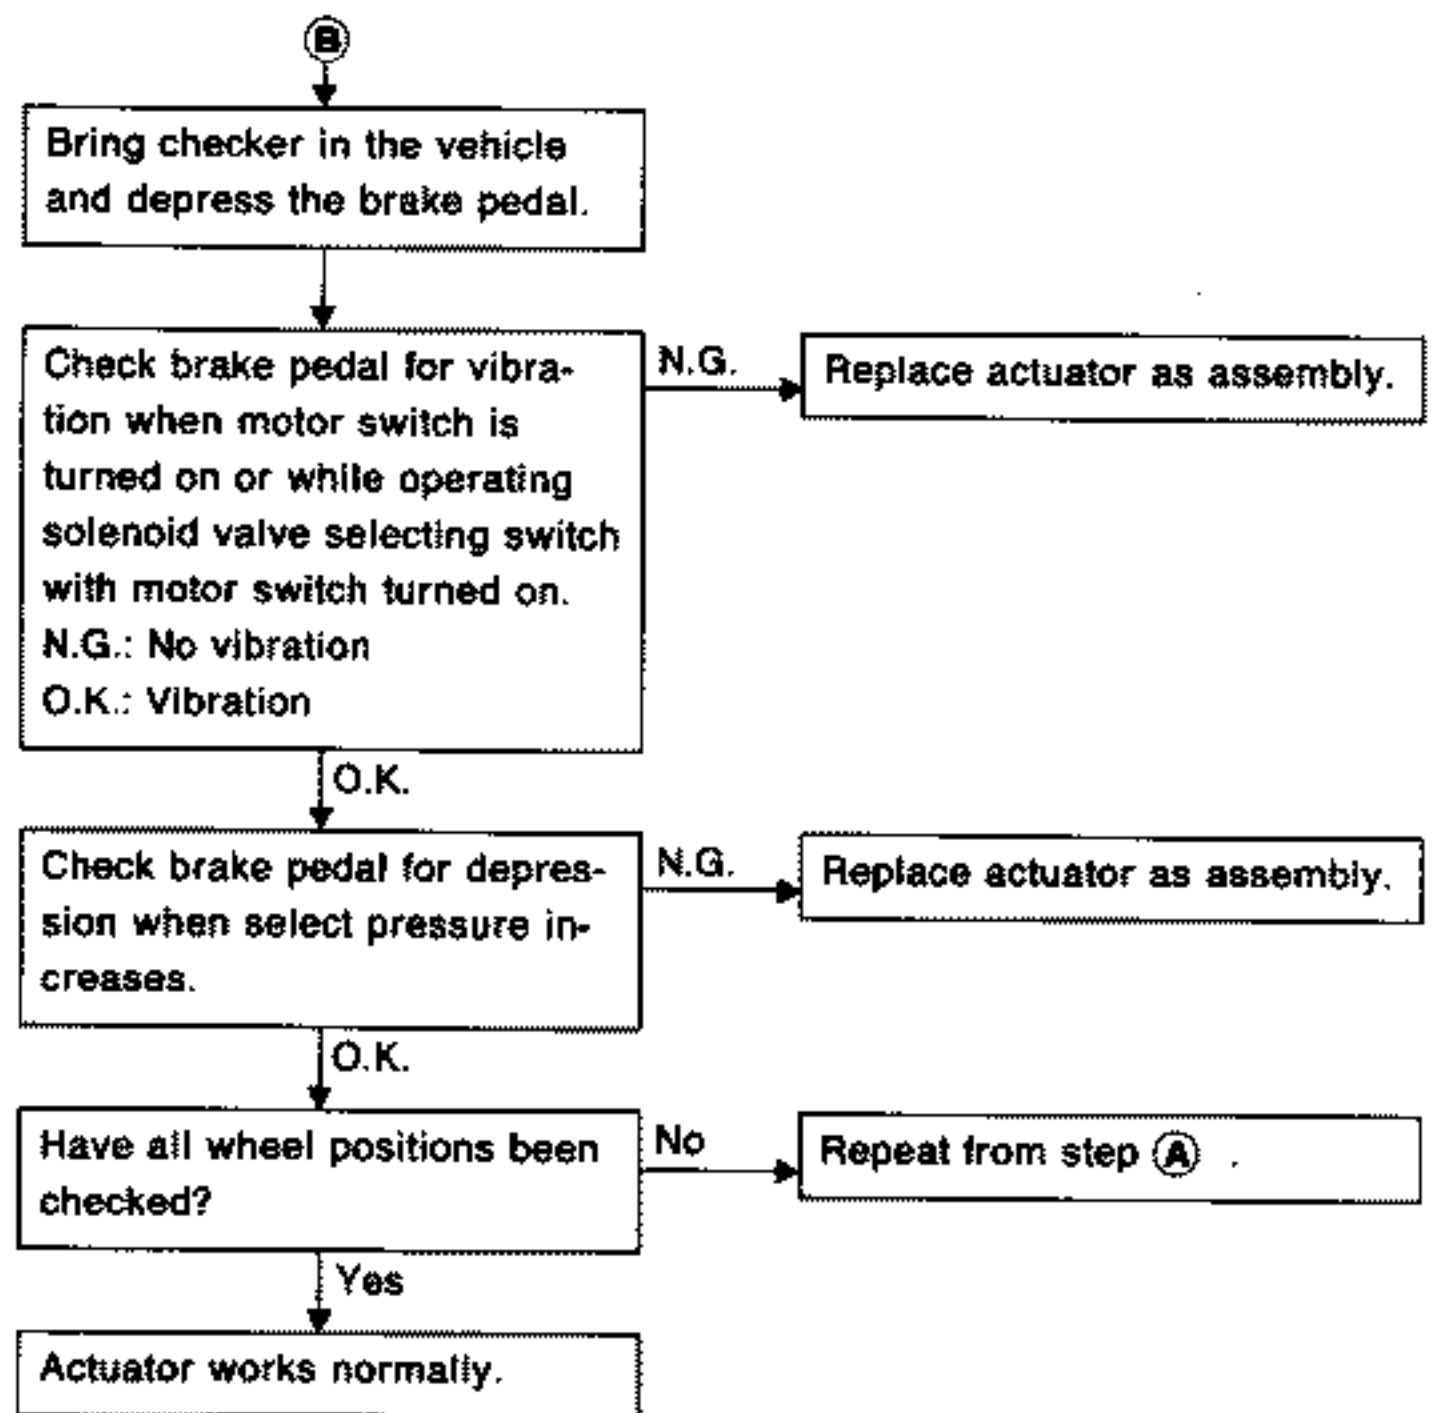 B
Bring checker in the vehicle
and depress the brake pedal.
Check brake pedal for vibra-
tion when motor switch is
turned on or while operating
solenoid valve selecting switch
with motor switch turned on.
N.G.: No vibration
O.K.: Vibration
N.G.
Replace actuator as assembly.
O.K.
Check brake pedal for depres-
sion when select pressure in-
creases.
N.G.
Replace actuator as assembly.
O.K.
Have all wheel positions been
checked?
No
Repeat from step A .
Yes
Actuator works normally.